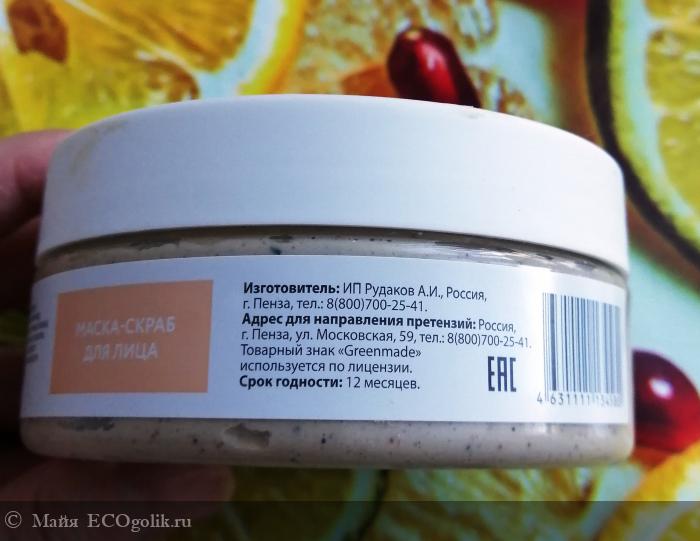 МАСКА-СКРАБ
ДЛЯ ЛИЦА
Изготовитель: ИП Рудаков А.И., Россия,
г. Пенза, тел.: 8(800)700-25-41.
Адрес для направления претензий: Россия,
г. Пенза, ул. Московская, 59, тел.: 8(800)700-25-41.
Товарный знак «Greenmade»
используется по лицензии.
Срок годности: 12 месяцев.
EAC
© Майя ECOgolik.ru